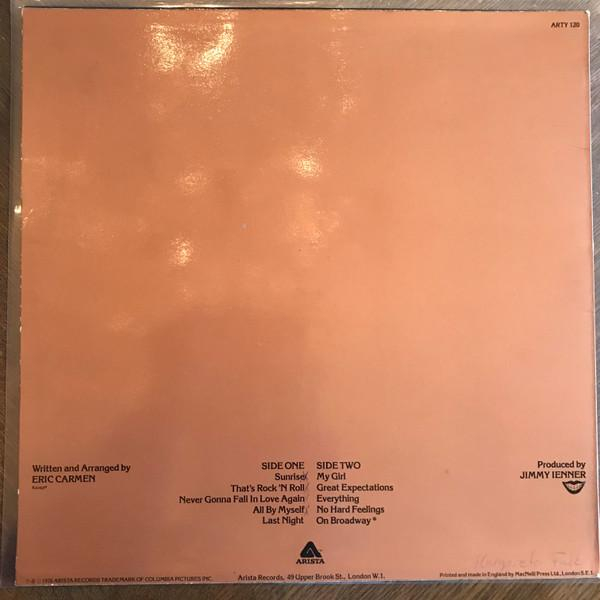 ARTY 120
Written and Arranged by
ERIC CARMEN
Except*
SIDE ONE
Sunrise
That's Rock 'N Roll
Never Gonna Fall In Love Again
All By Myself
Last Night
SIDE TWO
My Girl
Great Expectations
Everything
No Hard Feelings
On Broadway*
Produced by
JIMMY IENNER
ARISTA
℗ © 1975 ARISTA RECORDS TRADEMARK OF COLUMBIA PICTURES INC.
Arista Records, 49 Upper Brook St., London W.1.
Printed and made in England by MacNeill Press Ltd., London S.E.1.